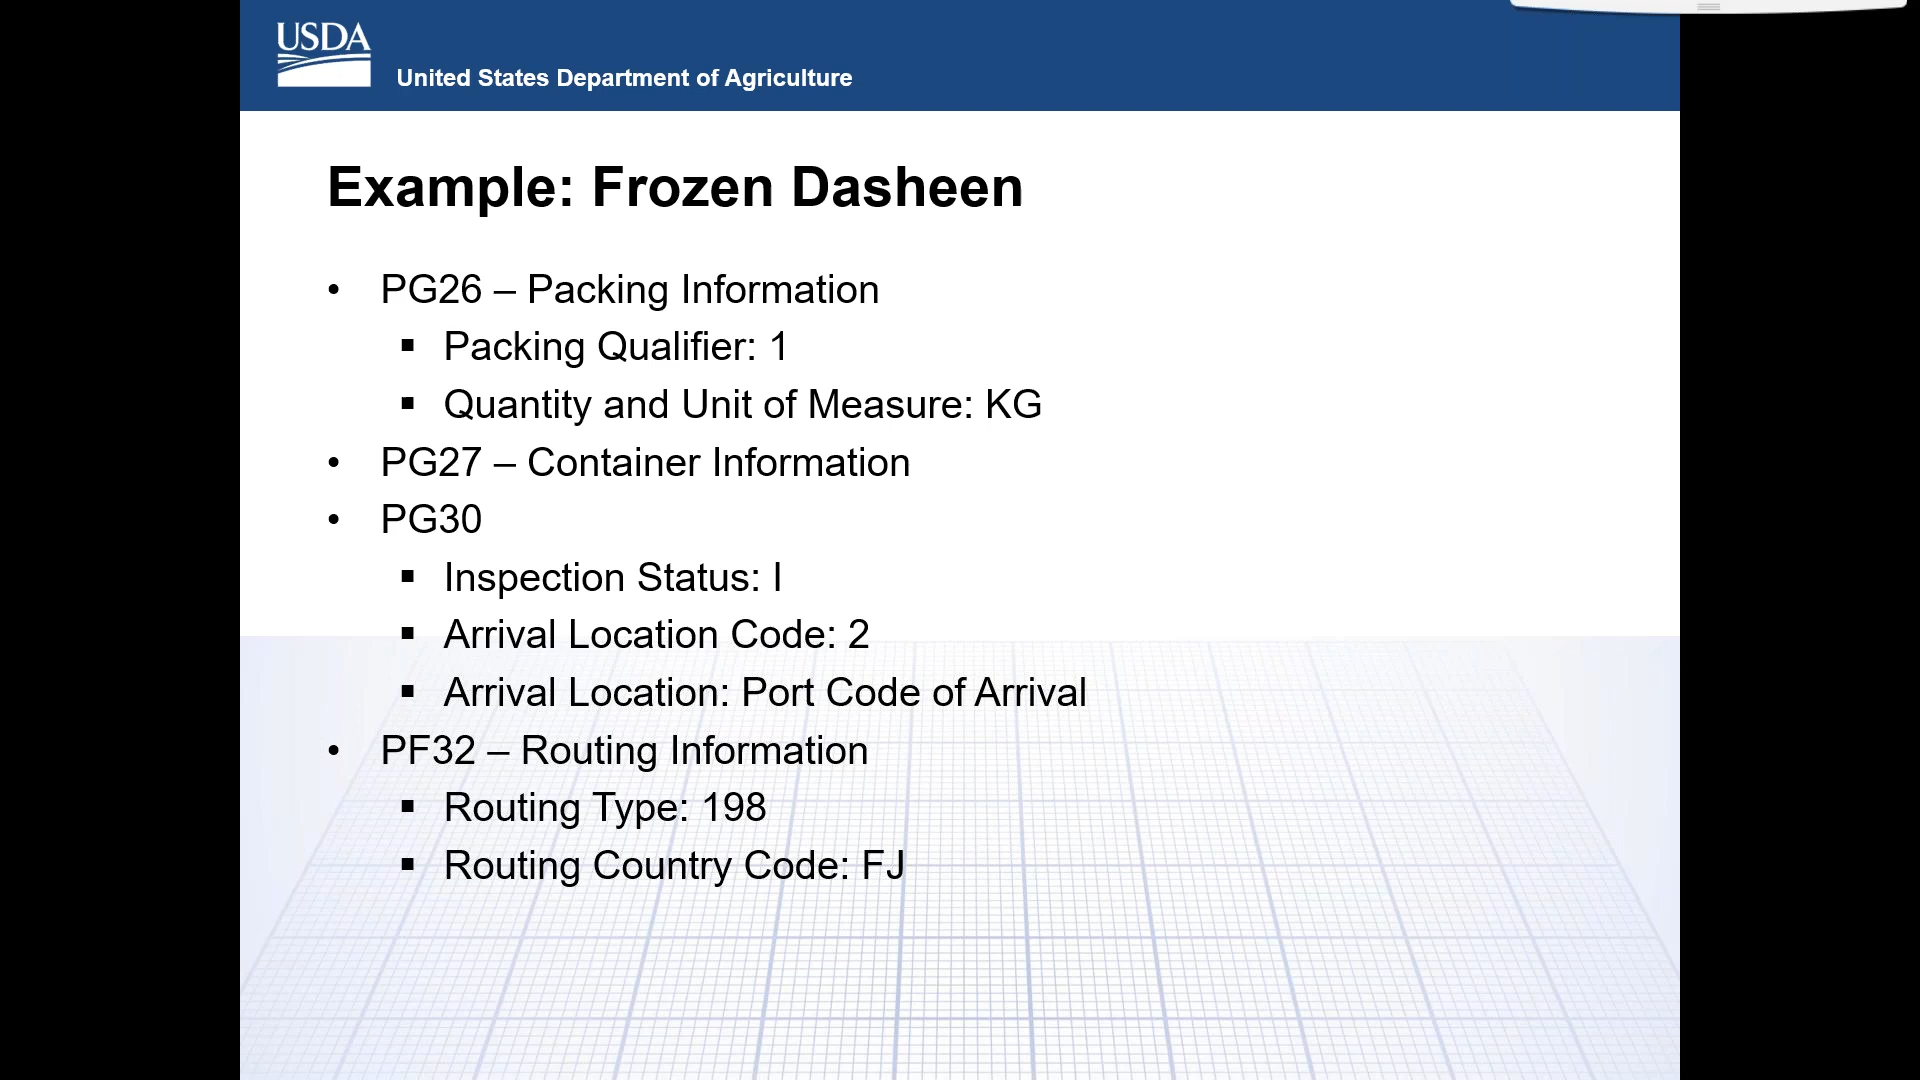 USDA
United States Department of Agriculture
Example: Frozen Dasheen
• PG26 – Packing Information
▪ Packing Qualifier: 1
▪ Quantity and Unit of Measure: KG
• PG27 – Container Information
• PG30
▪ Inspection Status: I
▪ Arrival Location Code: 2
▪ Arrival Location: Port Code of Arrival
• PF32 – Routing Information
▪ Routing Type: 198
▪ Routing Country Code: FJ